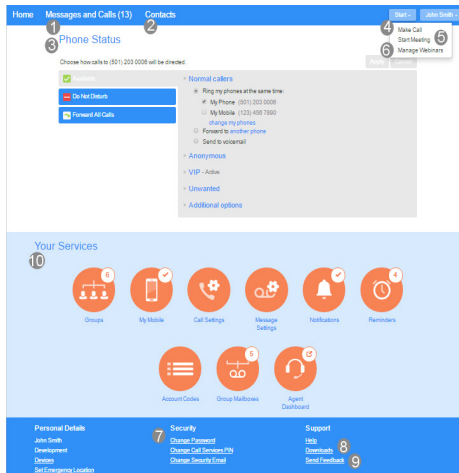 Home Messages and Calls (13) Contacts Start John Smith
1 2 4 Make Call
3 Phone Status Start Meeting 5
6 Manage Webinars
Choose how calls to (501) 203 0006 will be directed. Apply Cancel
Available
Do Not Disturb
Forward All Calls
Normal callers
Ring my phones at the same time:
My Phone (501) 203 0006
My Mobile (123) 456 7890
change my phones
Forward to another phone
Send to voicemail
Anonymous
VIP - Active
Unwanted
Additional options
Your Services
10
6 4
Groups My Mobile Call Settings Message Settings Notifications Reminders
5
Account Codes Group Mailboxes Agent Dashboard
Personal Details
John Smith
Development
Devices
Set Emergency Location
7 Security
Change Password
Change Call Services PIN
Change Security Email
Support
Help
Downloads 8
Send Feedback 9